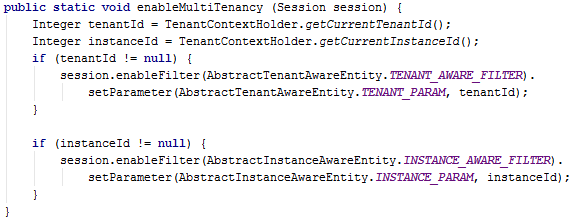 public static void enableMultiTenancy (Session session) {
    Integer tenantId = TenantContextHolder.getCurrentTenantId();
    Integer instanceId = TenantContextHolder.getCurrentInstanceId();
    if (tenantId != null) {
        session.enableFilter(AbstractTenantAwareEntity.TENANT_AWARE_FILTER).
            setParameter(AbstractTenantAwareEntity.TENANT_PARAM, tenantId);
    }

    if (instanceId != null) {
        session.enableFilter(AbstractInstanceAwareEntity.INSTANCE_AWARE_FILTER).
            setParameter(AbstractInstanceAwareEntity.INSTANCE_PARAM, instanceId);
    }
}